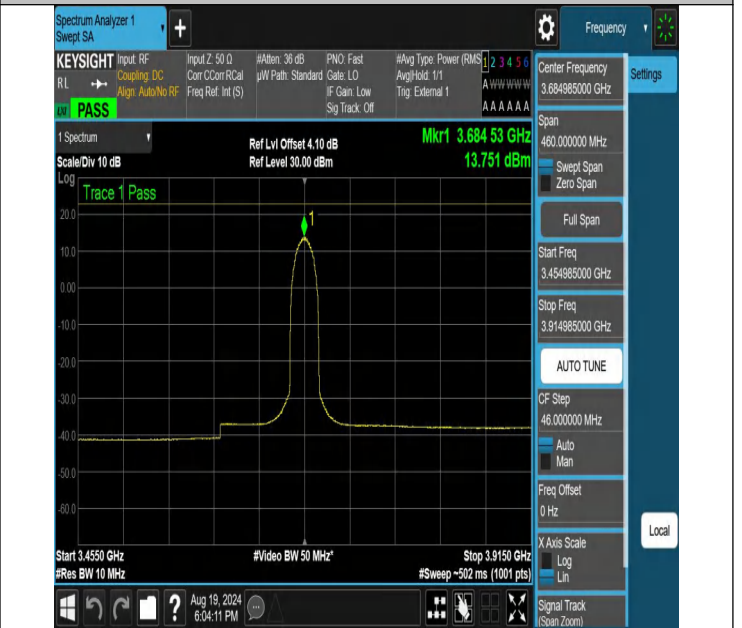 Spectrum Analyzer 1
Swept SA
+
Frequency
KEYSIGHT
RL
PASS
Input: RF
Coupling: DC
Align: Auto/No RF
Input Z: 50 Ω
Corr CCorr RCal
Freq Ref: Int (S)
#Atten: 36 dB
µW Path: Standard
PNO: Fast
Gate: LO
IF Gain: Low
Sig Track: Off
#Avg Type: Power (RMS
Avg|Hold: 1/1
Trig: External 1
1 2 3 4 5 6
A W W W W W
A A A A A A
1 Spectrum
Scale/Div 10 dB
Ref Lvl Offset 4.10 dB
Ref Level 30.00 dBm
Mkr1 3.684 53 GHz
13.751 dBm
Log
Trace 1 Pass
1
20.0
10.0
0.00
-10.0
-20.0
-30.0
-40.0
-50.0
-60.0
Start 3.4550 GHz
#Res BW 10 MHz
#Video BW 50 MHz*
Stop 3.9150 GHz
#Sweep ~502 ms (1001 pts)
Center Frequency
3.684985000 GHz
Settings
Span
460.000000 MHz
Swept Span
Zero Span
Full Span
Start Freq
3.454985000 GHz
Stop Freq
3.914985000 GHz
AUTO TUNE
CF Step
46.000000 MHz
Auto
Man
Freq Offset
0 Hz
X Axis Scale
Log
Lin
Local
Signal Track
(Span Zoom)
?
Aug 19, 2024
6:04:11 PM